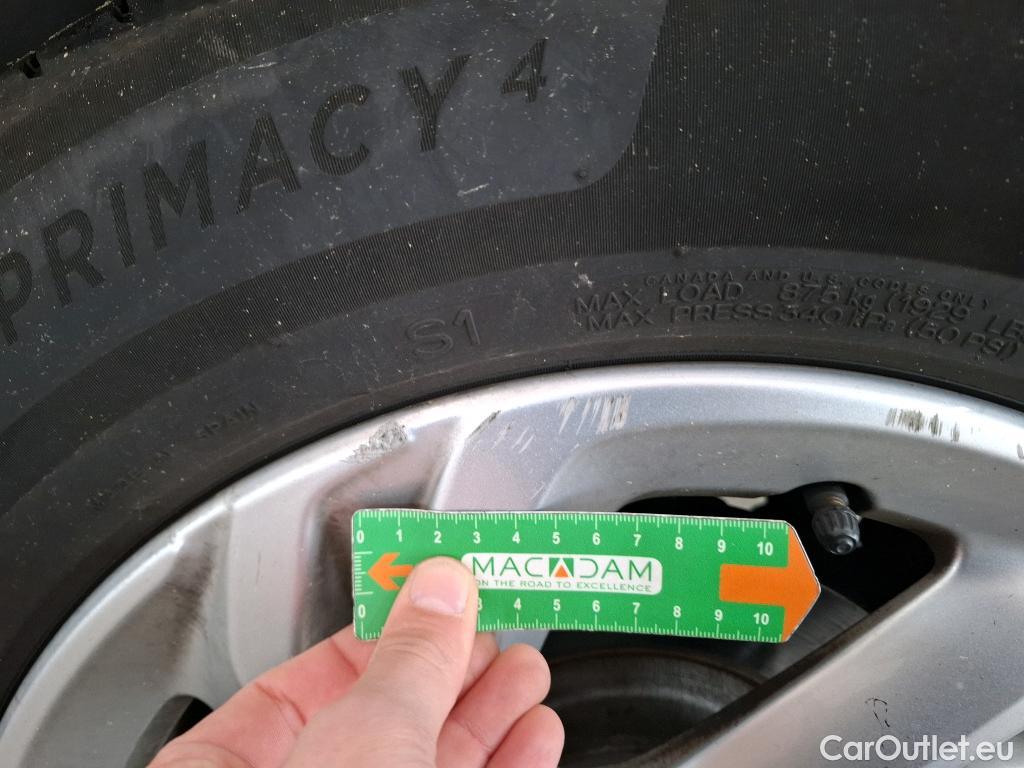 PRIMACY 4
S1
CANADA AND U.S. CODES ONLY
MAX LOAD 875 kg (1929 LBS
MAX PRESS 340 kPa (50 PSI)
SPAIN
0 1 2 3 4 5 6 7 8 9 10
MACADAM
ON THE ROAD TO EXCELLENCE
0 3 4 5 6 7 8 9 10
CarOutlet.eu